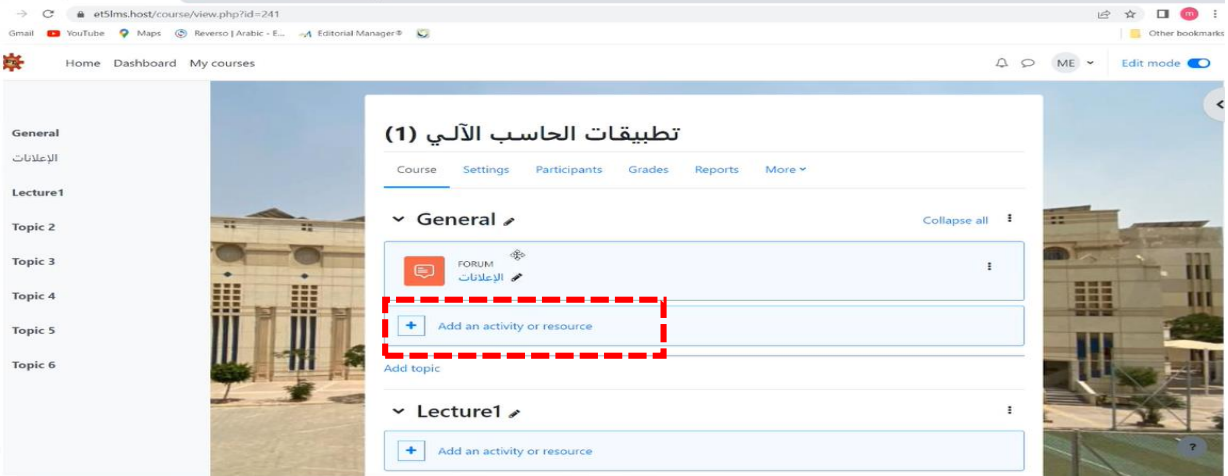 et5lms.host/course/view.php?id=241
Gmail YouTube Maps Reverso | Arabic - E... Editorial Manager® Other bookmarks
Home Dashboard My courses ME Edit mode
General
الإعلانات
Lecture1
Topic 2
Topic 3
Topic 4
Topic 5
Topic 6
تطبيقات الحاسب الآلي (1)
Course Settings Participants Grades Reports More
General
Collapse all
FORUM
الإعلانات
+ Add an activity or resource
Add topic
Lecture1
+ Add an activity or resource
?